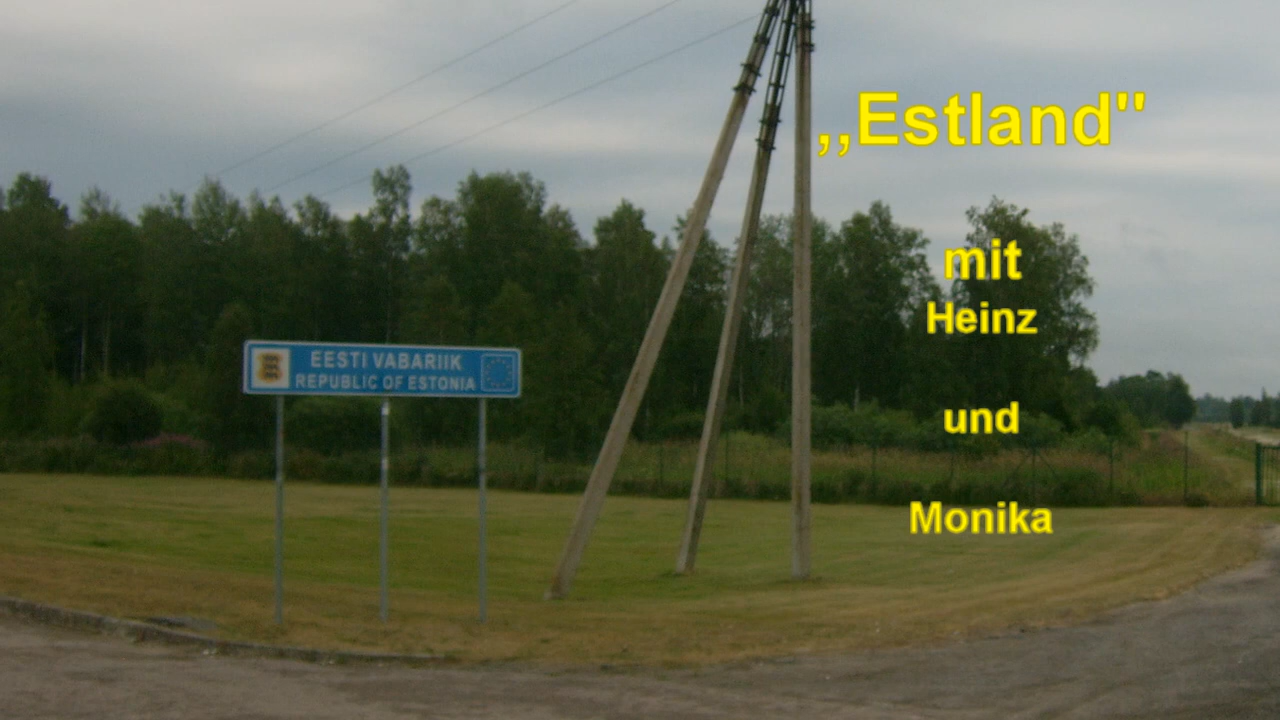 ,,Estland"
mit
Heinz
und
Monika
EESTI VABARIIK
REPUBLIC OF ESTONIA